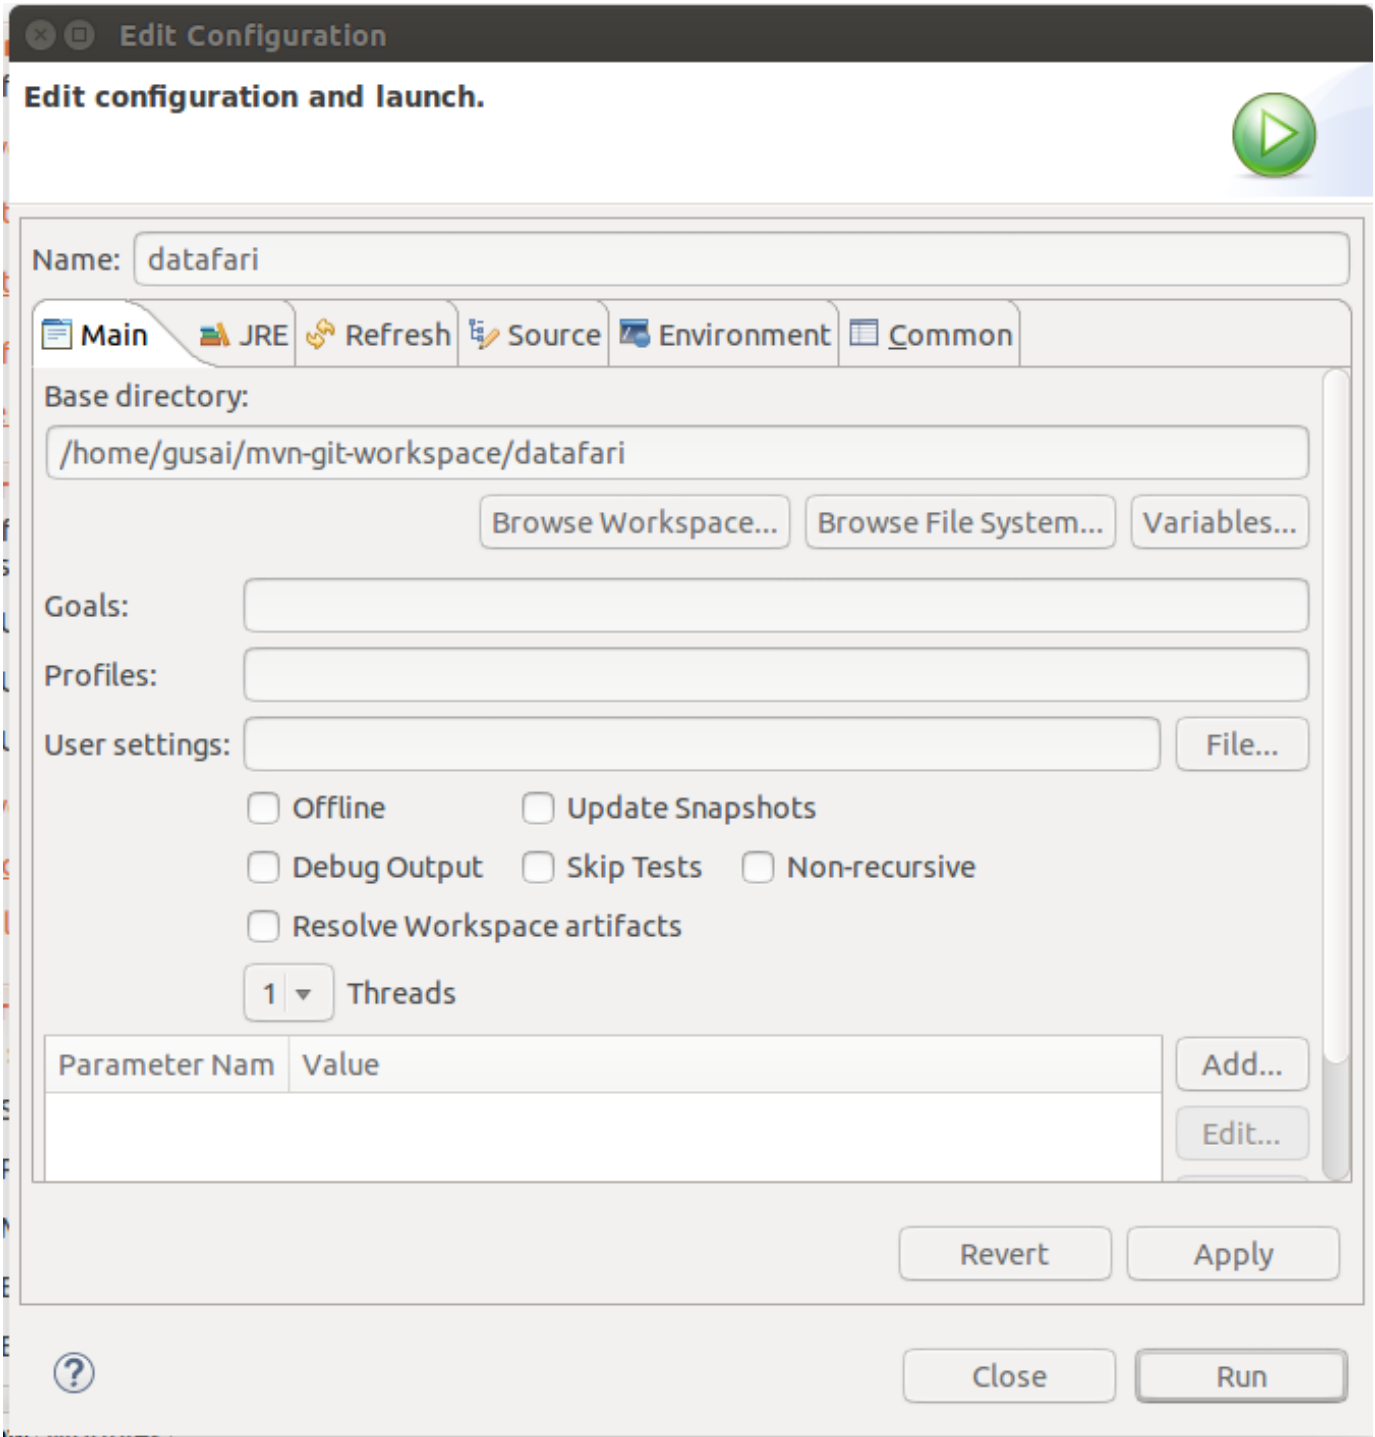 Edit Configuration
Edit configuration and launch.
Name: datafari
Main JRE Refresh Source Environment Common
Base directory:
/home/gusai/mvn-git-workspace/datafari
Browse Workspace... Browse File System... Variables...
Goals:
Profiles:
User settings: File...
Offline Update Snapshots
Debug Output Skip Tests Non-recursive
Resolve Workspace artifacts
1 Threads
Parameter Nam Value Add...
Edit...
Revert Apply
? Close Run